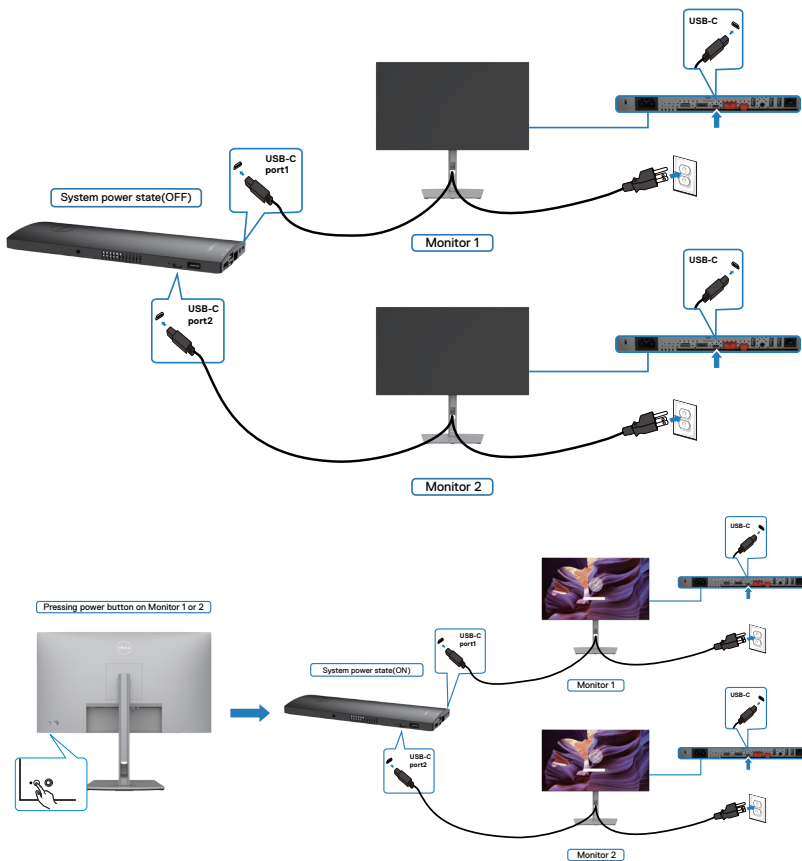 USB-C
USB-C
port1
System power state(OFF)
Monitor 1
USB-C
USB-C
port2
Monitor 2
USB-C
Pressing power button on Monitor 1 or 2
DELL
USB-C
port1
System power state(ON)
Monitor 1
USB-C
USB-C
port2
Monitor 2